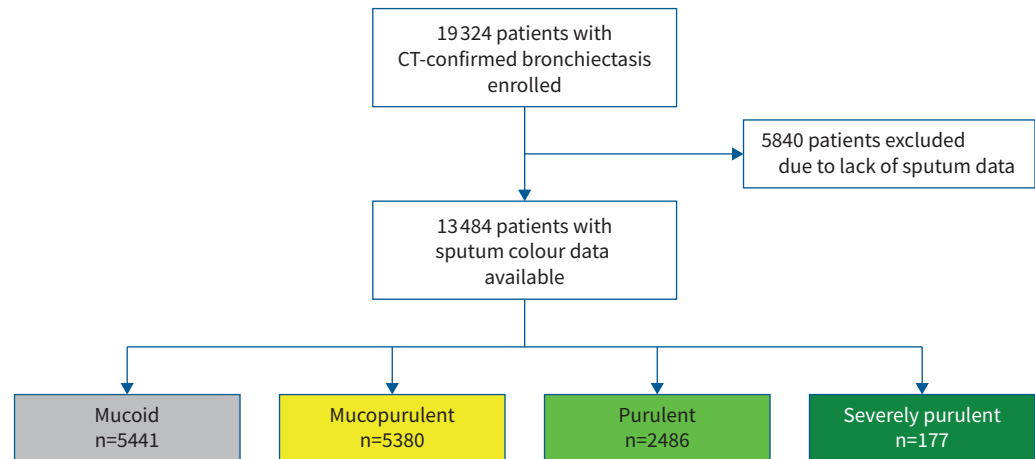 19324 patients with
CT-confirmed bronchiectasis
enrolled
5840 patients excluded
due to lack of sputum data
13484 patients with
sputum colour data
available
Mucoid
n=5441
Mucopurulent
n=5380
Purulent
n=2486
Severely purulent
n=177